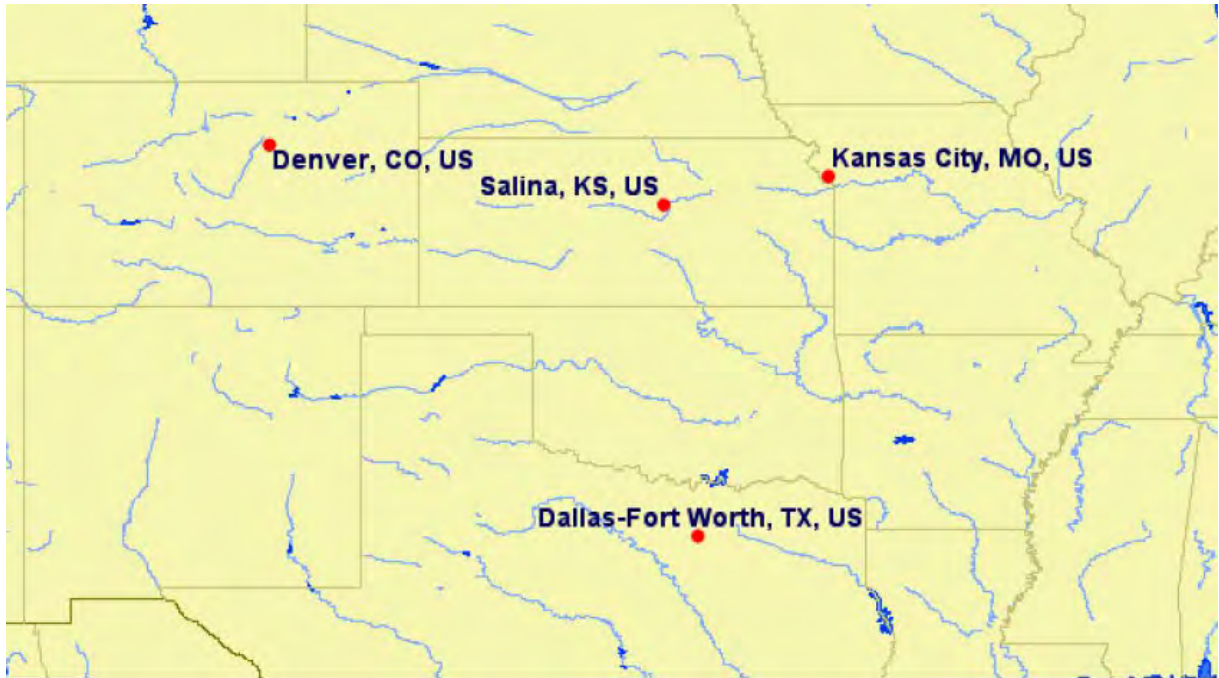 Denver, CO, US
Kansas City, MO, US
Salina, KS, US
Dallas-Fort Worth, TX, US